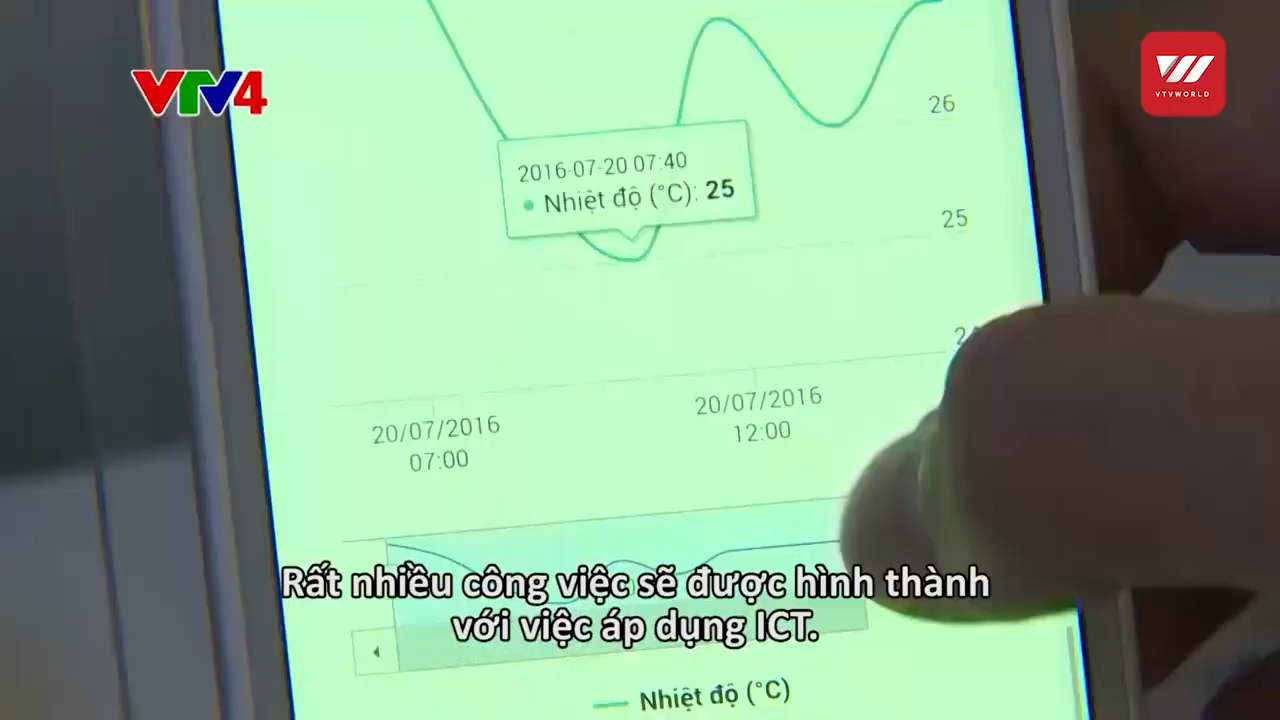 VTV4
VTVWORLD
26
2016-07-20 07:40
Nhiệt độ (°C): 25
25
20/07/2016
07:00
20/07/2016
12:00
Rất nhiều công việc sẽ được hình thành
với việc áp dụng ICT.
Nhiệt độ (°C)